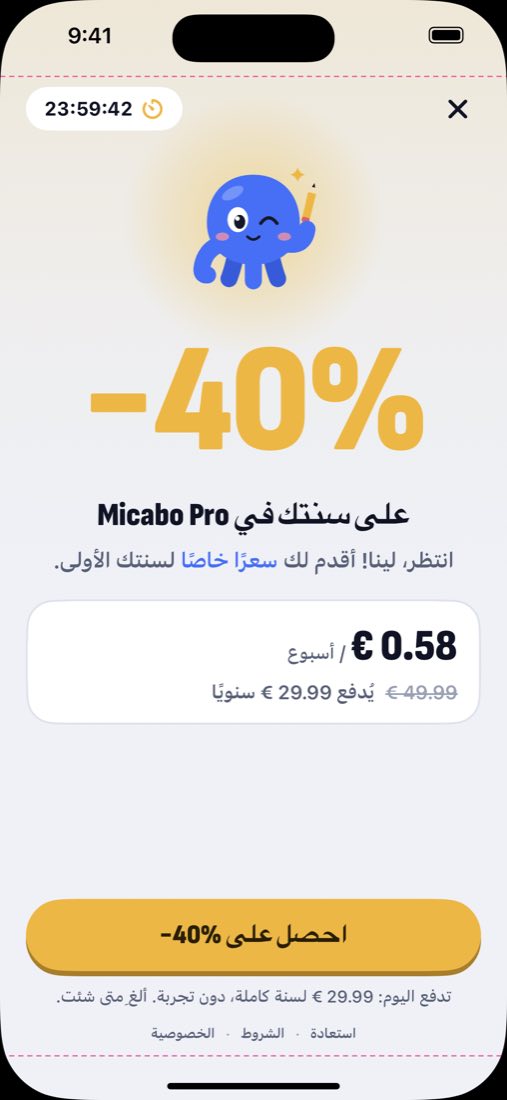 9:41
23:59:42
-40%
على سنتك في Micabo Pro
انتظر، لينا! أقدم لك سعرًا خاصًا لسنتك الأولى.
0.58 € / أسبوع
49.99 € يُدفع 29.99 € سنويًا
احصل على 40%-
تدفع اليوم: 29.99 € لسنة كاملة، دون تجربة. ألغِ متى شئت.
استعادة · الشروط · الخصوصية